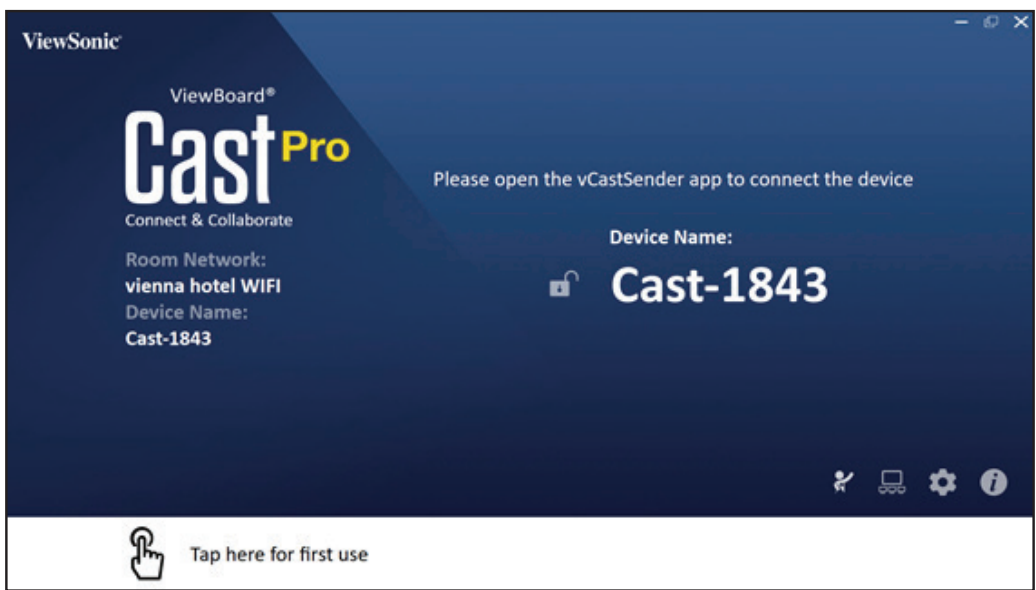 ViewSonic®
ViewBoard®
Cast Pro
Connect & Collaborate
Room Network:
vienna hotel WIFI
Device Name:
Cast-1843
Please open the vCastSender app to connect the device
Device Name:
Cast-1843
Tap here for first use